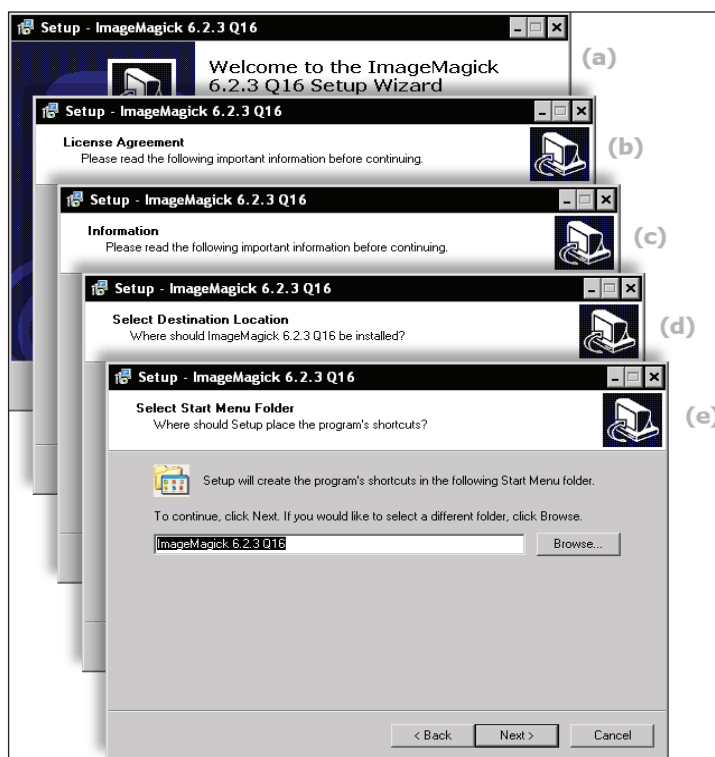 Setup - ImageMagick 6.2.3 Q16
(a)
Welcome to the ImageMagick
6.2.3 Q16 Setup Wizard
Setup - ImageMagick 6.2.3 Q16
(b)
License Agreement
Please read the following important information before continuing.
Setup - ImageMagick 6.2.3 Q16
(c)
Information
Please read the following important information before continuing.
Setup - ImageMagick 6.2.3 Q16
(d)
Select Destination Location
Where should ImageMagick 6.2.3 Q16 be installed?
Setup - ImageMagick 6.2.3 Q16
(e)
Select Start Menu Folder
Where should Setup place the program's shortcuts?
Setup will create the program's shortcuts in the following Start Menu folder.
To continue, click Next. If you would like to select a different folder, click Browse.
ImageMagick 6.2.3 Q16
Browse...
< Back
Next >
Cancel